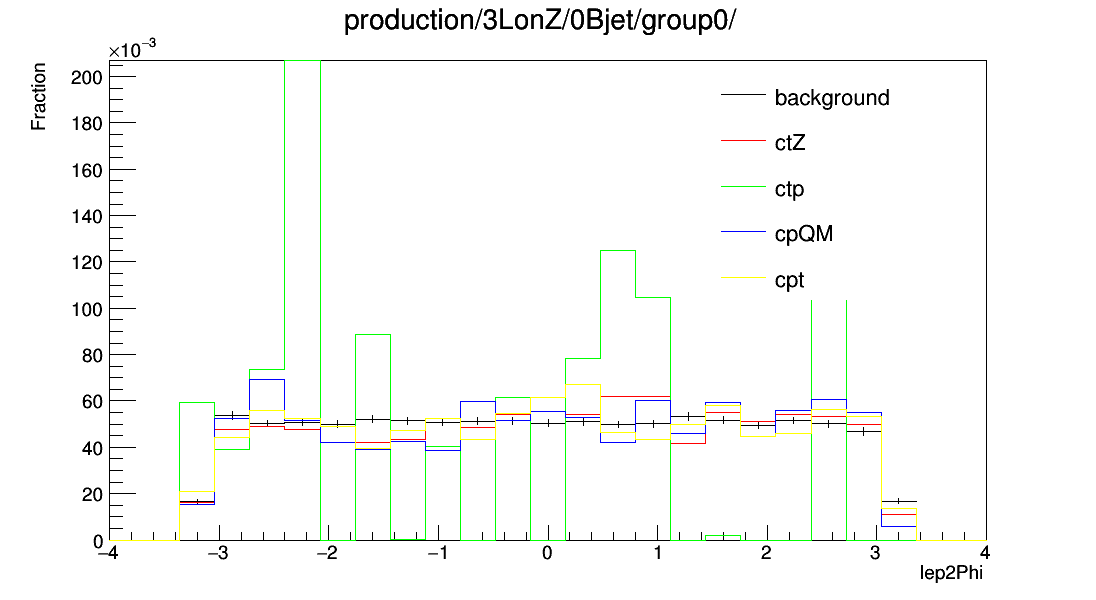 production/3LonZ/0Bjet/group0/
×10⁻³
Fraction
200
180
160
140
120
100
80
60
40
20
0
background
ctZ
ctp
cpQM
cpt
−4 −3 −2 −1 0 1 2 3 4
lep2Phi